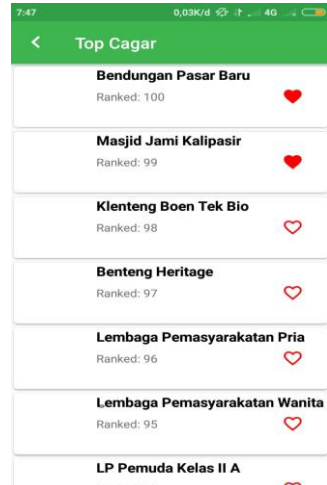 7:47 0,03K/d 4G
Top Cagar
Bendungan Pasar Baru
Ranked: 100
Masjid Jami Kalipasir
Ranked: 99
Klenteng Boen Tek Bio
Ranked: 98
Benteng Heritage
Ranked: 97
Lembaga Pemasyarakatan Pria
Ranked: 96
Lembaga Pemasyarakatan Wanita
Ranked: 95
LP Pemuda Kelas II A